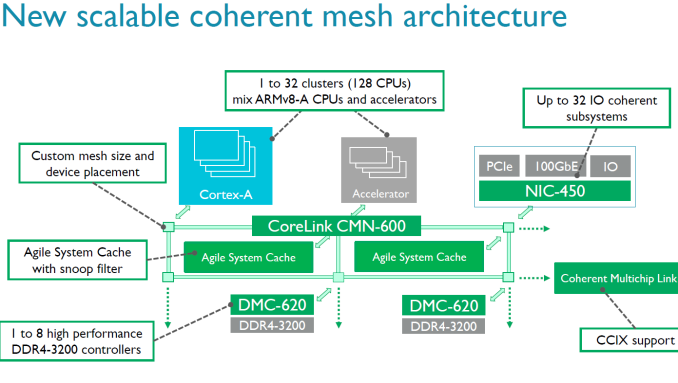 New scalable coherent mesh architecture
1 to 32 clusters (128 CPUs)
mix ARMv8-A CPUs and accelerators
Up to 32 IO coherent
subsystems
Custom mesh size and
device placement
Cortex-A
Accelerator
PCIe
100GbE
IO
NIC-450
CoreLink CMN-600
Agile System Cache
with snoop filter
Agile System Cache
Agile System Cache
Coherent Multichip Link
DMC-620
DDR4-3200
DMC-620
DDR4-3200
1 to 8 high performance
DDR4-3200 controllers
CCIX support